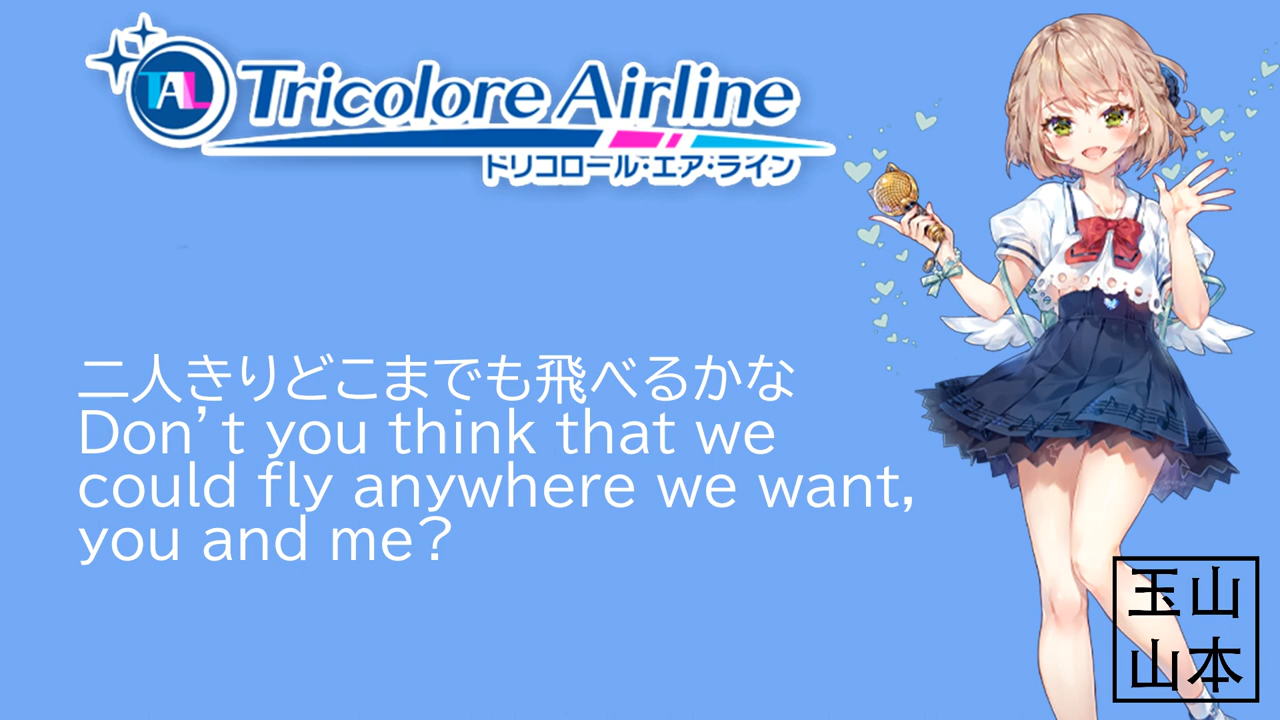 TAL Tricolore Airline
トリコロール・エア・ライン
二人きりどこまでも飛べるかな
Don't you think that we
could fly anywhere we want,
you and me?
玉山
山本